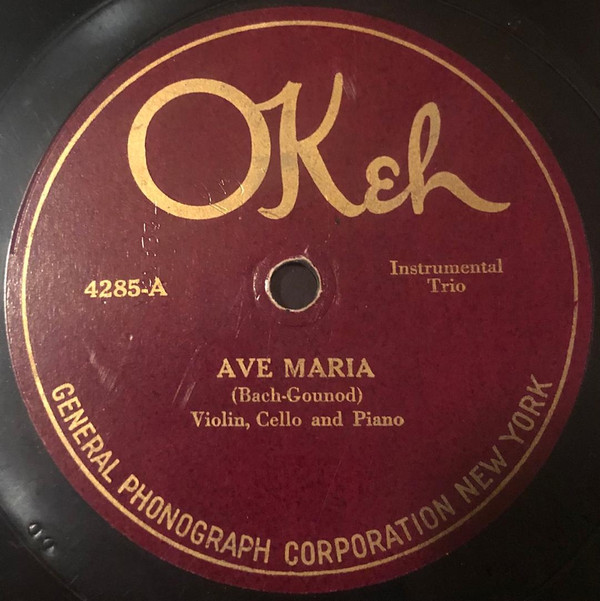 OKeh
4285-A
Instrumental
Trio
AVE MARIA
(Bach-Gounod)
Violin, Cello and Piano
GENERAL PHONOGRAPH CORPORATION NEW YORK